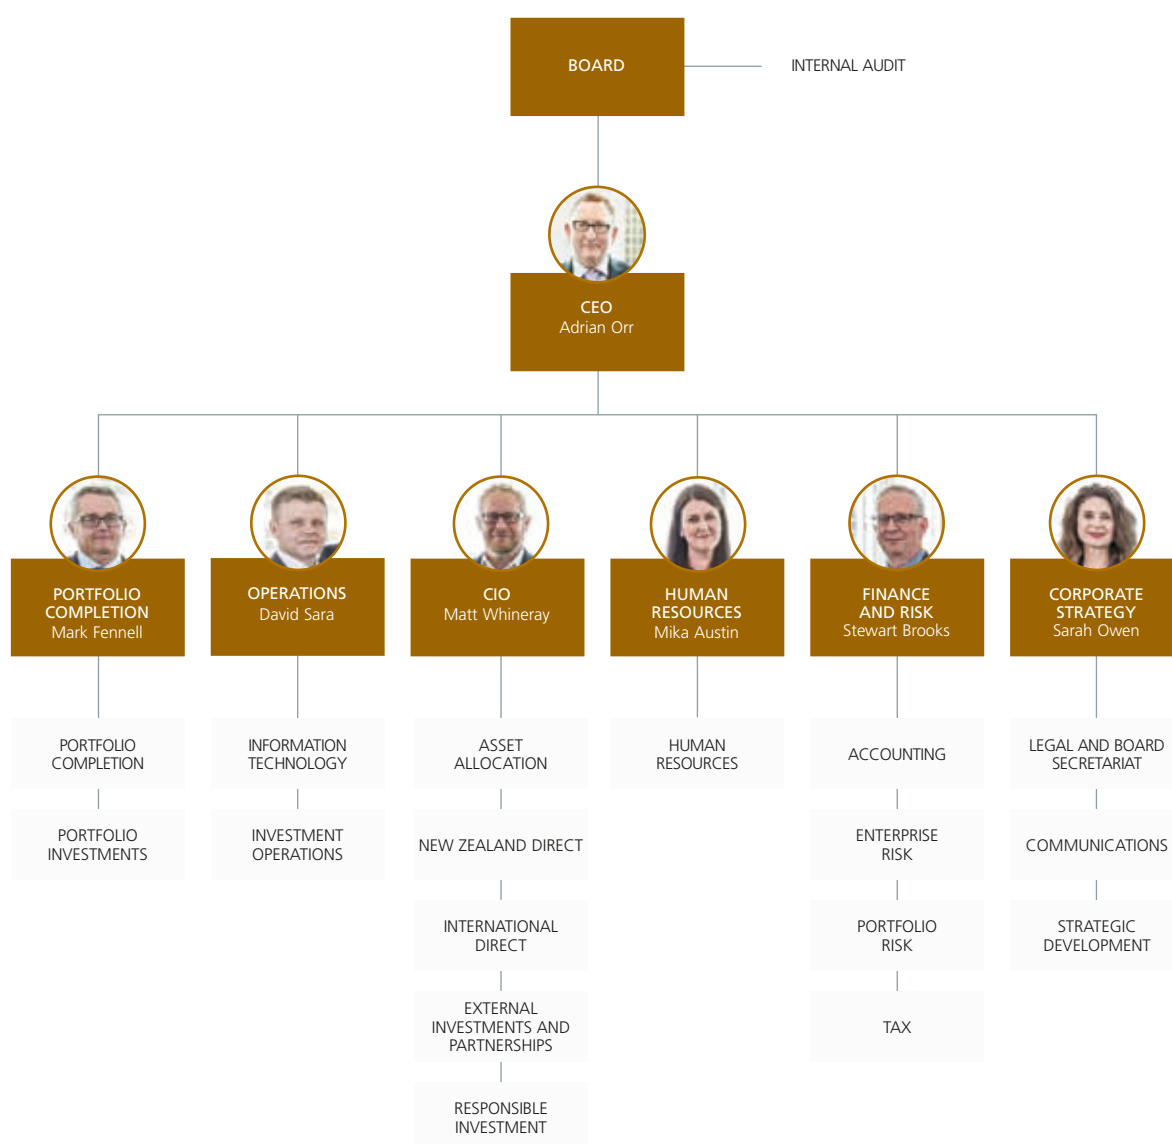 BOARD
INTERNAL AUDIT
CEO
Adrian Orr
PORTFOLIO
COMPLETION
Mark Fennell
OPERATIONS
David Sara
CIO
Matt Whineray
HUMAN
RESOURCES
Mika Austin
FINANCE
AND RISK
Stewart Brooks
CORPORATE
STRATEGY
Sarah Owen
PORTFOLIO
COMPLETION
PORTFOLIO
INVESTMENTS
INFORMATION
TECHNOLOGY
INVESTMENT
OPERATIONS
ASSET
ALLOCATION
NEW ZEALAND DIRECT
INTERNATIONAL
DIRECT
EXTERNAL
INVESTMENTS AND
PARTNERSHIPS
RESPONSIBLE
INVESTMENT
HUMAN
RESOURCES
ACCOUNTING
ENTERPRISE
RISK
PORTFOLIO
RISK
TAX
LEGAL AND BOARD
SECRETARIAT
COMMUNICATIONS
STRATEGIC
DEVELOPMENT